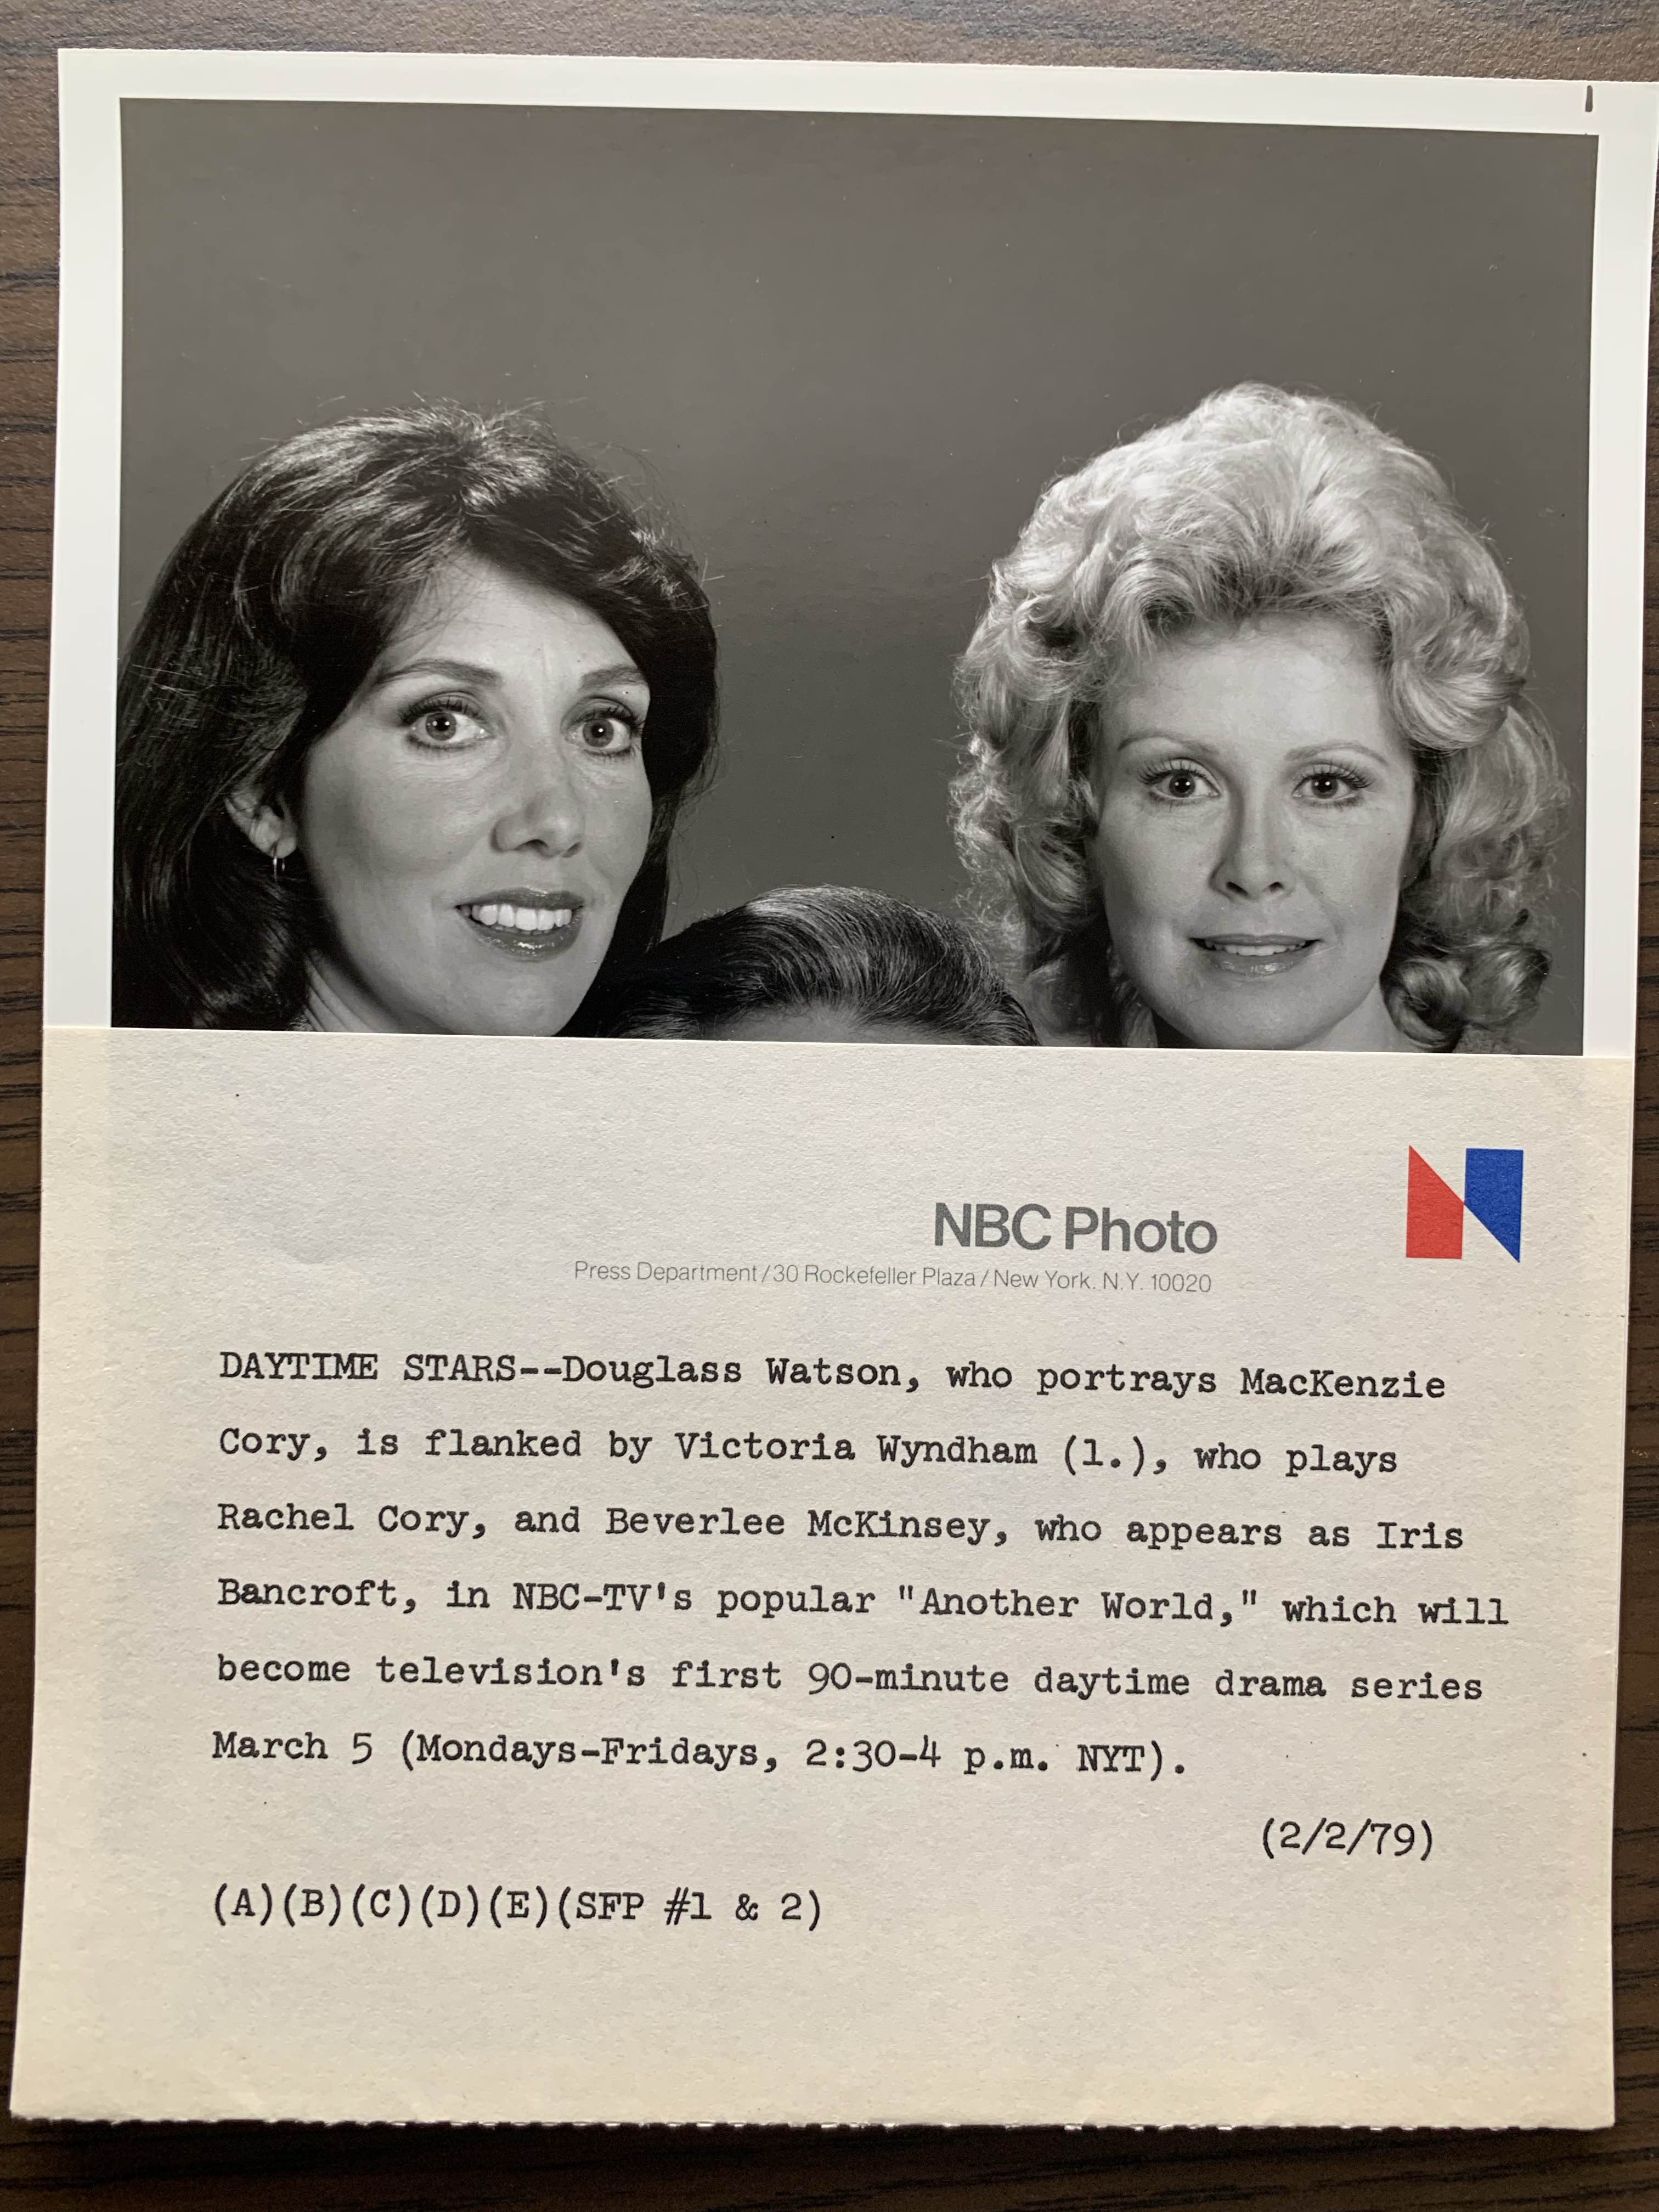 NBC Photo
Press Department/30 Rockefeller Plaza/New York. N.Y. 10020
DAYTIME STARS--Douglass Watson, who portrays MacKenzie
Cory, is flanked by Victoria Wyndham (l.), who plays
Rachel Cory, and Beverlee McKinsey, who appears as Iris
Bancroft, in NBC-TV's popular "Another World," which will
become television's first 90-minute daytime drama series
March 5 (Mondays-Fridays, 2:30-4 p.m. NYT).
(2/2/79)
(A)(B)(C)(D)(E)(SFP #1 & 2)